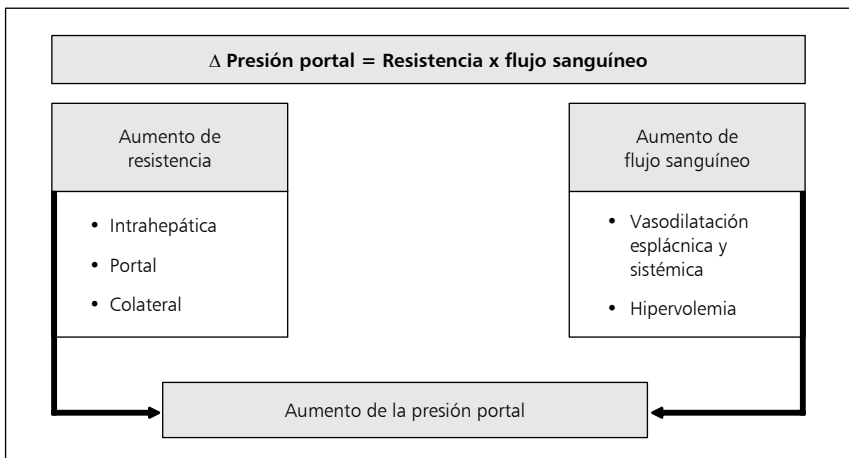 Δ Presión portal = Resistencia x flujo sanguíneo
Aumento de
resistencia
• Intrahepática
• Portal
• Colateral
Aumento de
flujo sanguíneo
• Vasodilatación
esplácnica y
sistémica
• Hipervolemia
Aumento de la presión portal